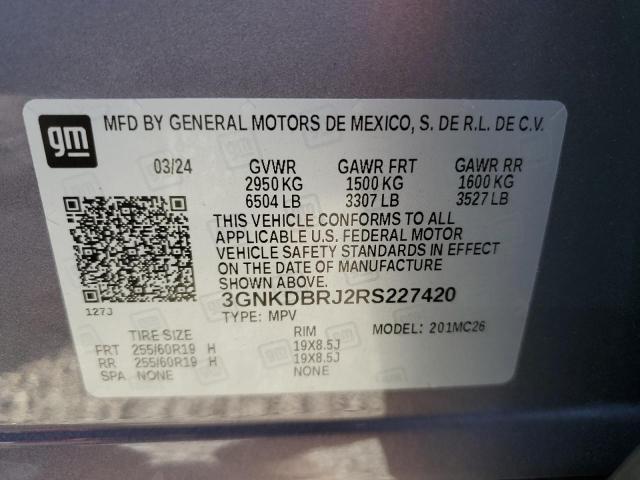 gm
MFD BY GENERAL MOTORS DE MEXICO, S. DE R.L. DE C.V.
03/24 GVWR GAWR FRT GAWR RR
2950 KG 1500 KG 1600 KG
6504 LB 3307 LB 3527 LB
THIS VEHICLE CONFORMS TO ALL
APPLICABLE U.S. FEDERAL MOTOR
VEHICLE SAFETY STANDARDS IN EFFECT
ON THE DATE OF MANUFACTURE
SHOWN ABOVE.
3GNKDBRJ2RS227420
127J
TYPE: MPV MODEL: 201MC26
TIRE SIZE RIM
FRT 255/60R19 H 19X8.5J
RR 255/60R19 H 19X8.5J
SPA NONE NONE